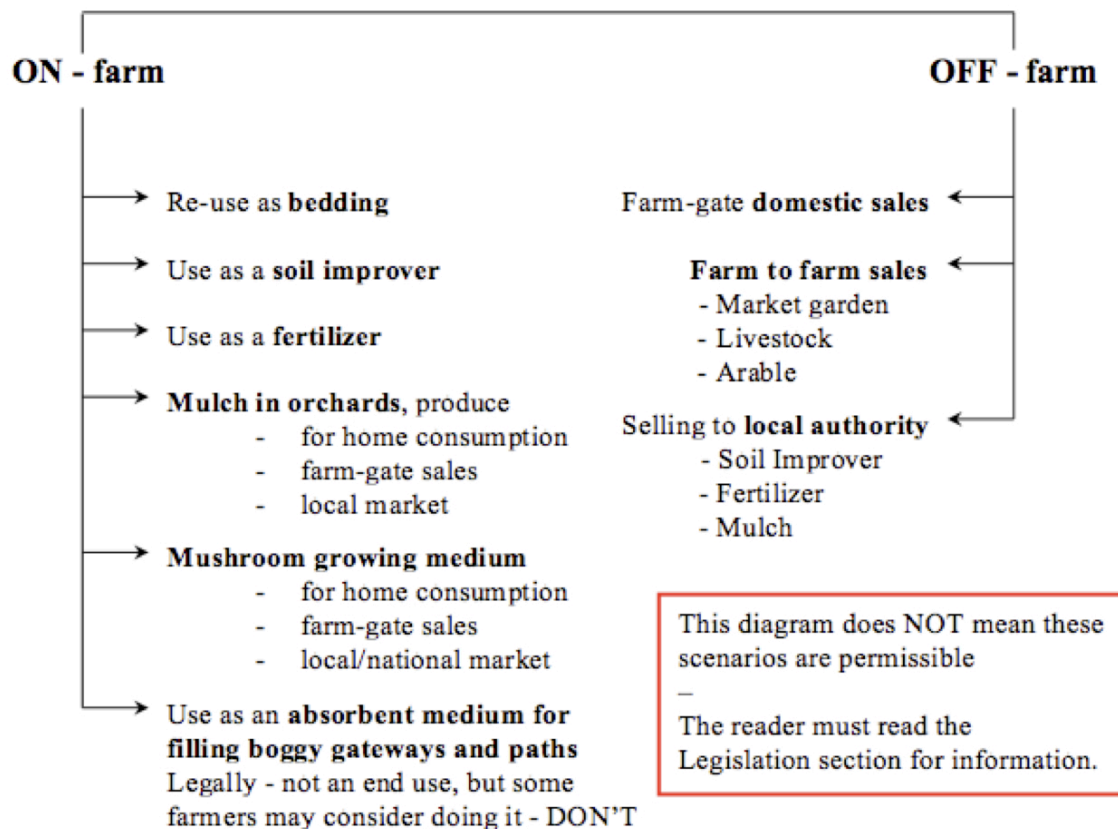 ON - farm
OFF - farm
Re-use as bedding
Use as a soil improver
Use as a fertilizer
Mulch in orchards, produce
- for home consumption
- farm-gate sales
- local market
Mushroom growing medium
- for home consumption
- farm-gate sales
- local/national market
Use as an absorbent medium for
filling boggy gateways and paths
Legally - not an end use, but some
farmers may consider doing it - DON'T
Farm-gate domestic sales
Farm to farm sales
- Market garden
- Livestock
- Arable
Selling to local authority
- Soil Improver
- Fertilizer
- Mulch
This diagram does NOT mean these
scenarios are permissible
–
The reader must read the
Legislation section for information.